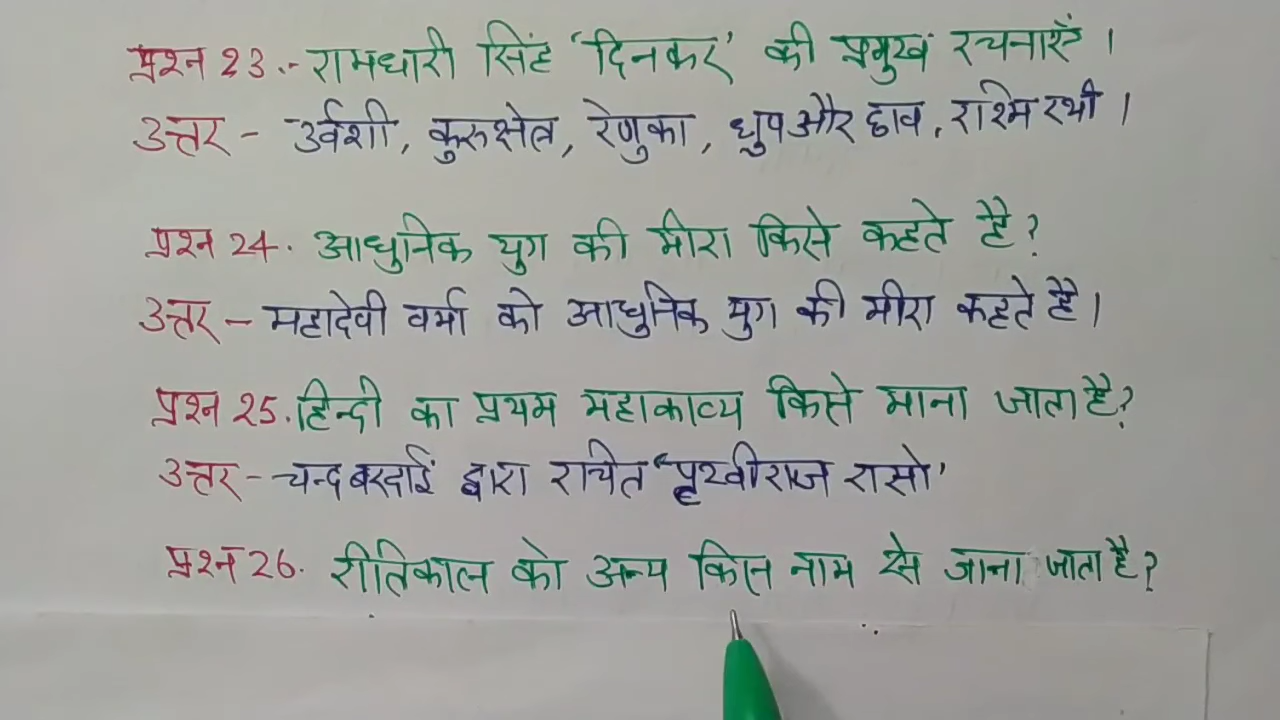 प्रश्न 23.- रामधारी सिंह 'दिनकर' की प्रमुख रचनाएँ ।
उत्तर - उर्वशी, कुरुक्षेत्र, रेणुका, धुप और छाव, रश्मि रथी ।
प्रश्न 24. आधुनिक युग की मीरा किसे कहते है ?
उत्तर - महादेवी वर्मा को आधुनिक युग की मीरा कहते है ।
प्रश्न 25. हिन्दी का प्रथम महाकाव्य किसे माना जाता है ?
उत्तर - चन्दबरदाई द्वारा रचित 'पृथ्वीराज रासो'
प्रश्न 26. रीतिकाल को अन्य किस नाम से जाना जाता है ?